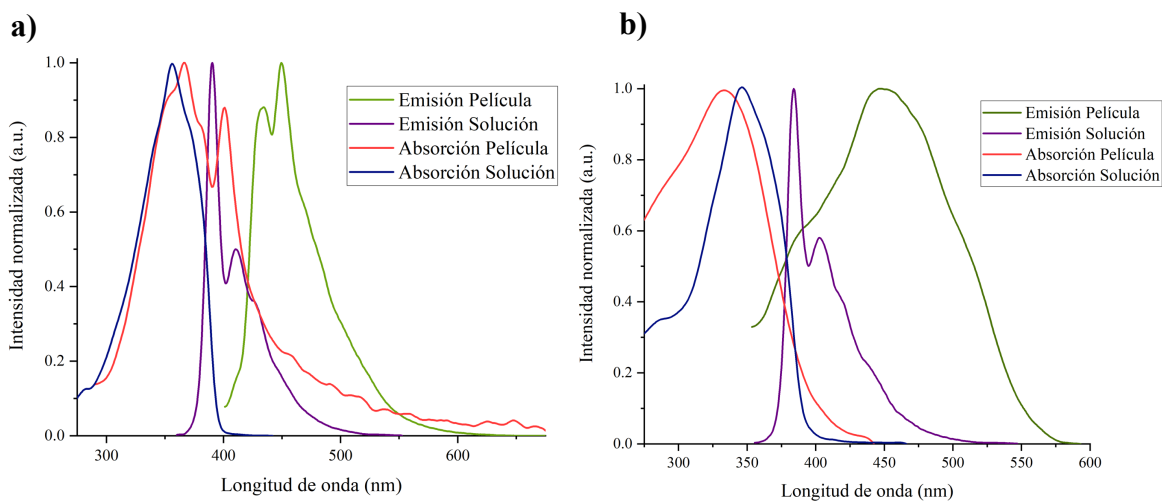 a)
Intensidad normalizada (a.u.)
1.0
0.8
0.6
0.4
0.2
0.0
Emisión Película
Emisión Solución
Absorción Película
Absorción Solución
300 400 500 600
Longitud de onda (nm)
b)
Intensidad normalizada (a.u.)
1.0
0.8
0.6
0.4
0.2
0.0
Emisión Película
Emisión Solución
Absorción Película
Absorción Solución
300 350 400 450 500 550 600
Longitud de onda (nm)